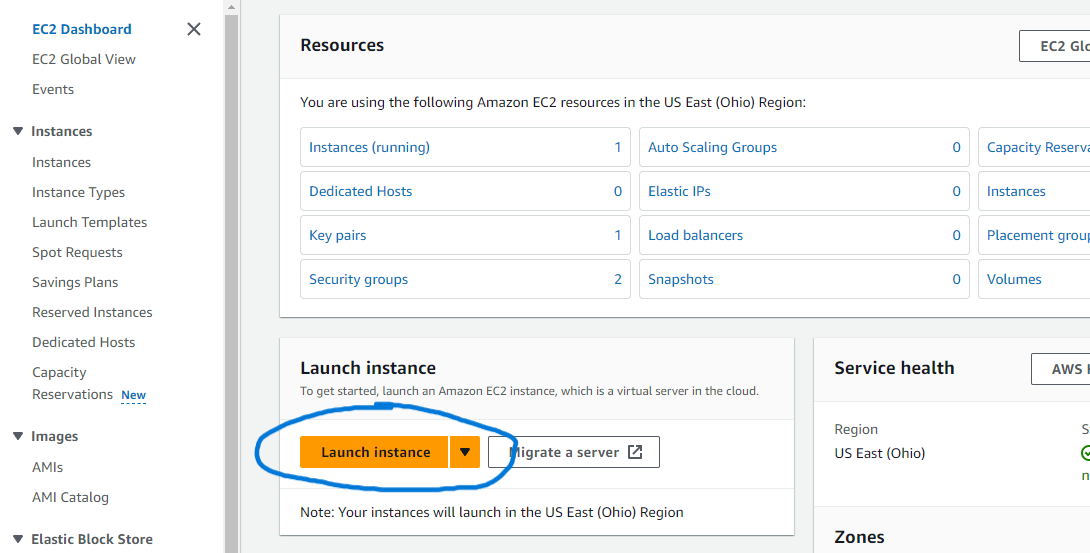 EC2 Dashboard
EC2 Global View
Events
Instances
Instances
Instance Types
Launch Templates
Spot Requests
Savings Plans
Reserved Instances
Dedicated Hosts
Capacity
Reservations New
Images
AMIs
AMI Catalog
Elastic Block Store
Resources
EC2 Glo
You are using the following Amazon EC2 resources in the US East (Ohio) Region:
Instances (running) 1 Auto Scaling Groups 0 Capacity Reserva
Dedicated Hosts 0 Elastic IPs 0 Instances
Key pairs 1 Load balancers 0 Placement group
Security groups 2 Snapshots 0 Volumes
Launch instance
To get started, launch an Amazon EC2 instance, which is a virtual server in the cloud.
Launch instance Migrate a server
Note: Your instances will launch in the US East (Ohio) Region
Service health
AWS
Region
US East (Ohio)
Zones